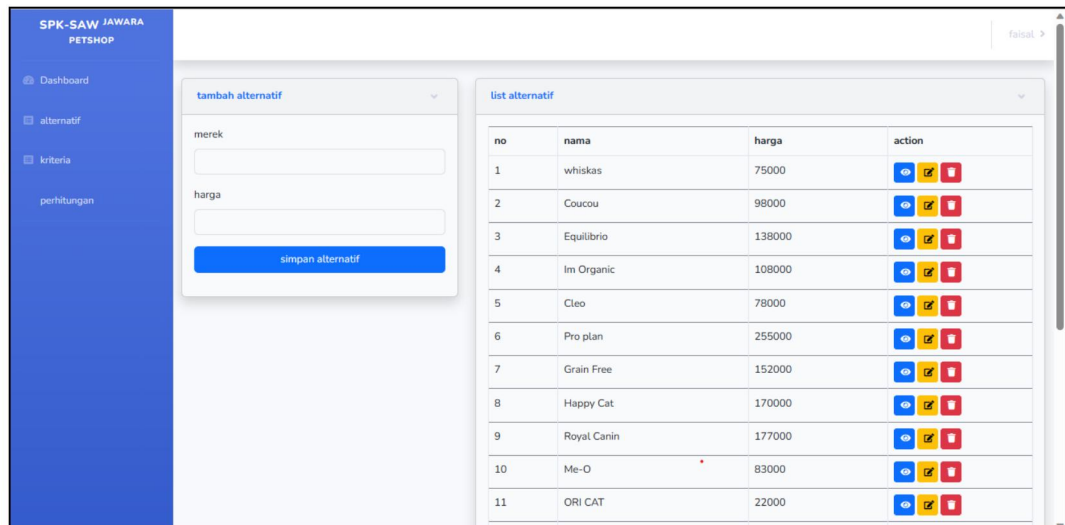 SPK-SAW JAWARA
PETSHOP
faisal
Dashboard
alternatif
kriteria
perhitungan
tambah alternatif
merek
harga
simpan alternatif
list alternatif
no nama harga action
1 whiskas 75000
2 Coucou 98000
3 Equilibrio 138000
4 Im Organic 108000
5 Cleo 78000
6 Pro plan 255000
7 Grain Free 152000
8 Happy Cat 170000
9 Royal Canin 177000
10 Me-O 83000
11 ORI CAT 22000